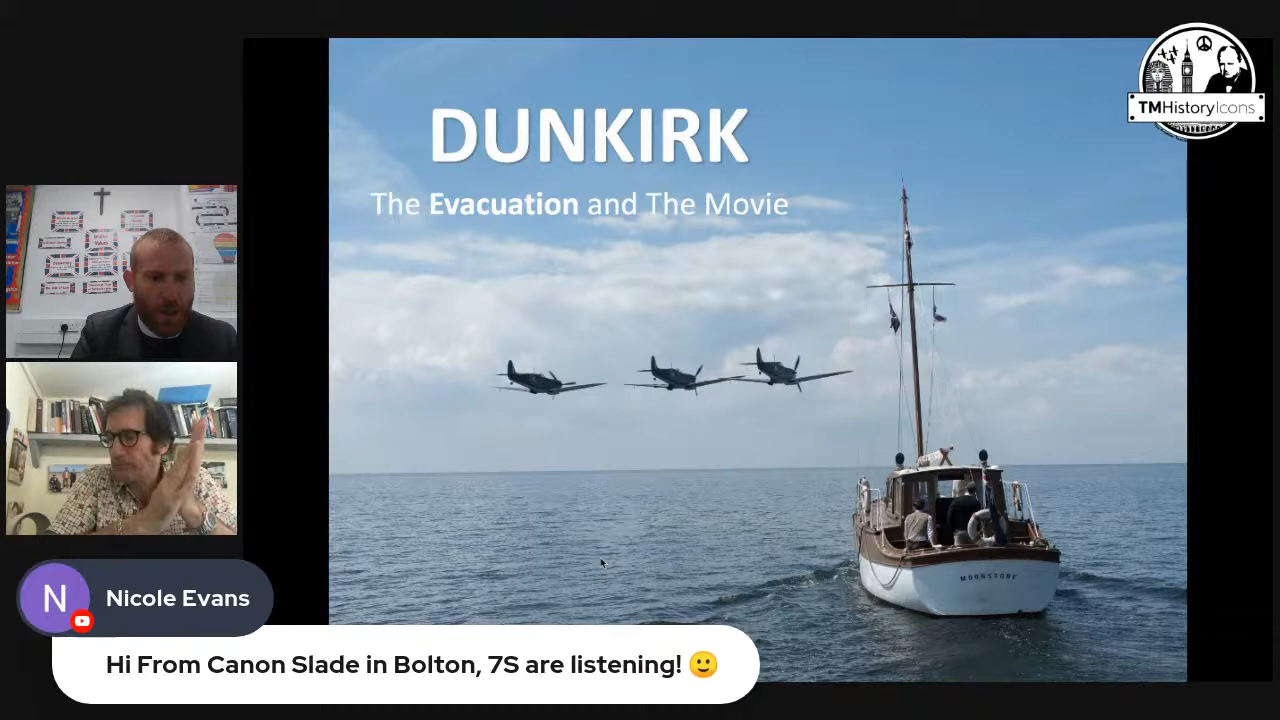 DUNKIRK
The Evacuation and The Movie
TMHistoryIcons
MOONSTONE
N
Nicole Evans
Hi From Canon Slade in Bolton, 7S are listening! 🙂